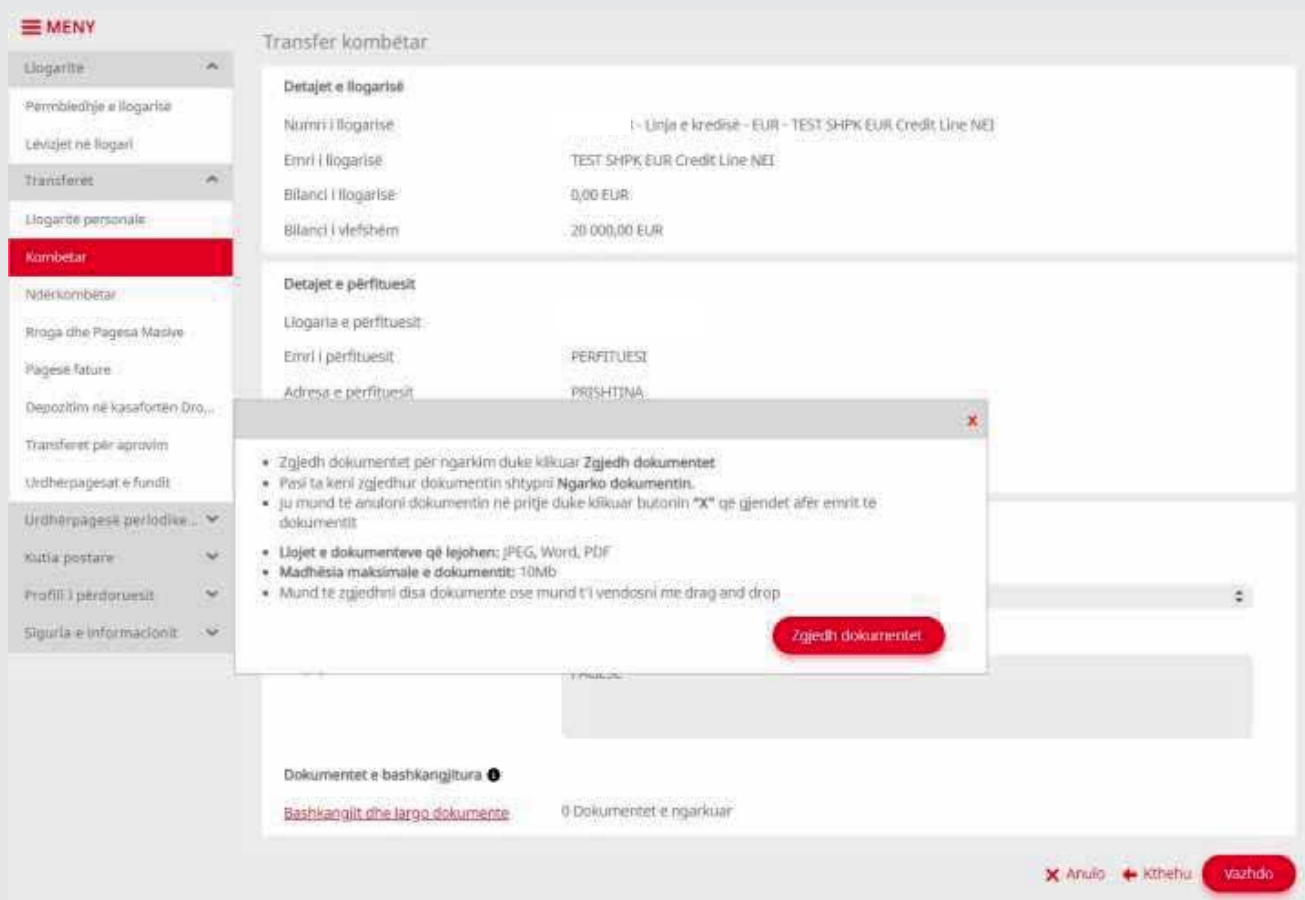 MENY
Llogaritë
Përmbledhje e llogarisë
Lëvizjet në llogari
Transferët
Llogaritë personale
Kombëtar
Ndërkombëtar
Rroga dhe Pagesa Masive
Pagesë fature
Depozitim në kasafortën Dro...
Transferet për aprovim
Urdhërpagesat e fundit
Urdhërpagesë periodike...
Kutia postare
Profili i përdoruesit
Siguria e informacionit
Transfer kombëtar
Detajet e llogarisë
Numri i llogarisë - Linja e kredisë - EUR - TEST SHPK EUR Credit Line NEI
Emri i llogarisë TEST SHPK EUR Credit Line NEI
Bilanci i llogarisë 0,00 EUR
Bilanci i vlefshëm 20 000,00 EUR
Detajet e përfituesit
Llogaria e përfituesit
Emri i përfituesit PERFITUESI
Adresa e përfituesit PRISHTINA
X
• Zgjedh dokumentet për ngarkim duke klikuar Zgjedh dokumentet
• Pasi ta keni zgjedhur dokumentin shtypni Ngarko dokumentin.
• Ju mund të anuloni dokumentin në pritje duke klikuar butonin "X" që gjendet afër emrit të
dokumentit
• Llojet e dokumenteve që lejohen: JPEG, Word, PDF
• Madhësia maksimale e dokumentit: 10Mb
• Mund të zgjedhni disa dokumente ose mund t'i vendosni me drag and drop
Zgjedh dokumentet
Dokumentet e bashkangjitura
Bashkangjit dhe largo dokumente 0 Dokumentet e ngarkuar
Anulo Kthehu Vazhdo